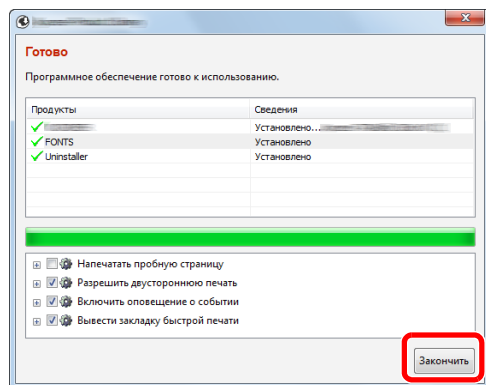 Готово
Программное обеспечение готово к использованию.
Продукты Сведения
Установлено...
FONTS Установлено
Uninstaller Установлено
Напечатать пробную страницу
Разрешить двустороннюю печать
Включить оповещение о событии
Вывести закладку быстрой печати
Закончить